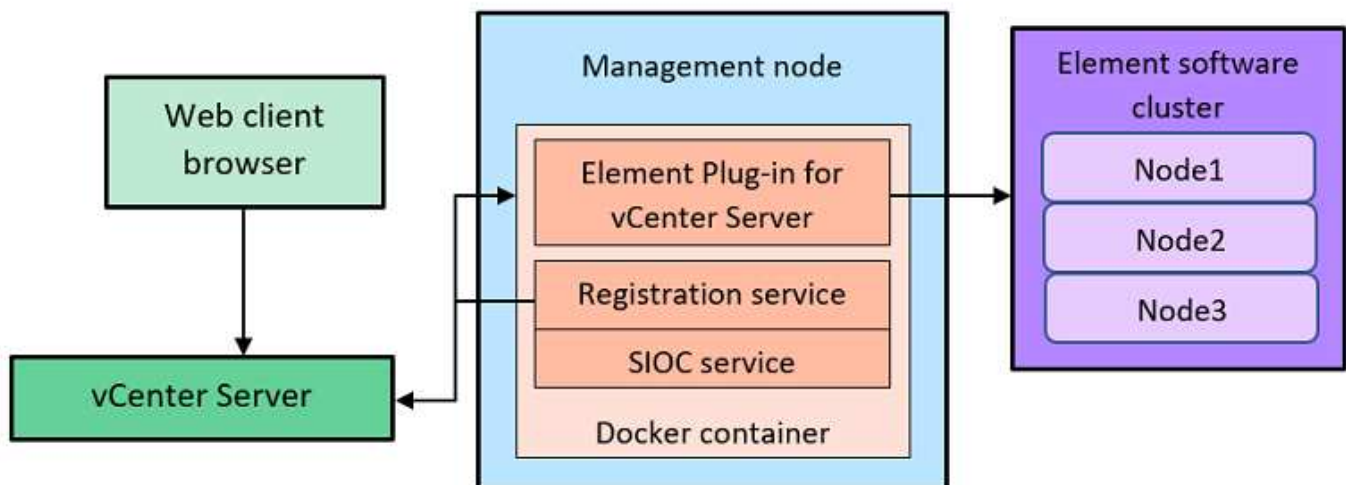 Web client
browser
vCenter Server
Management node
Element Plug-in for
vCenter Server
Registration service
SIOC service
Docker container
Element software
cluster
Node1
Node2
Node3